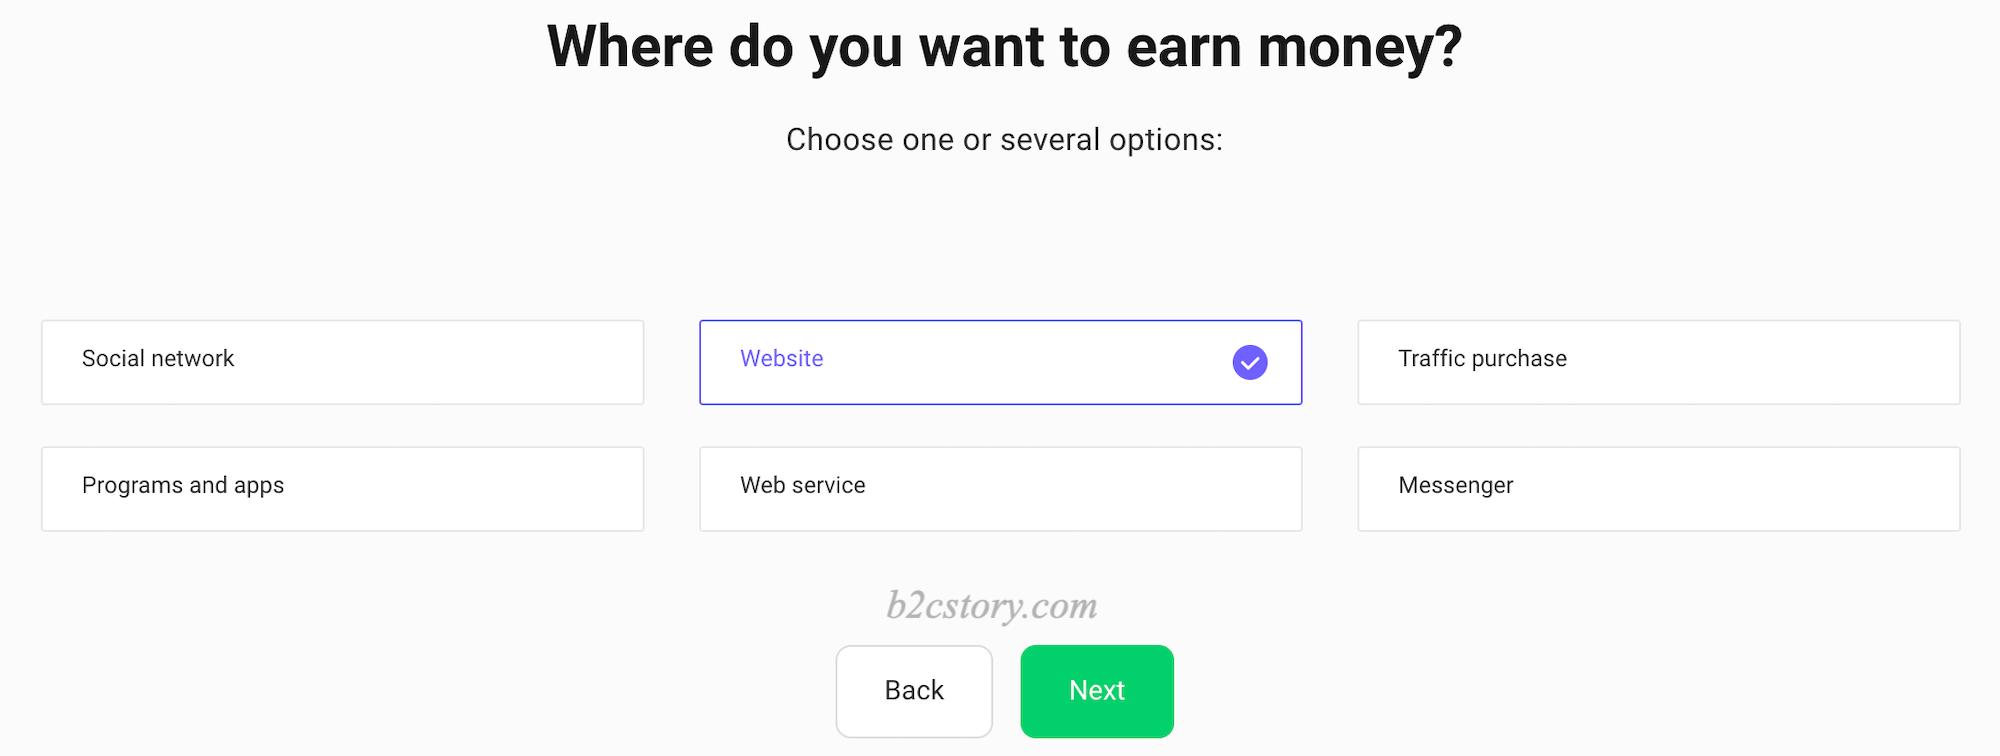 Where do you want to earn money?
Choose one or several options:
Social network
Website
Traffic purchase
Programs and apps
Web service
Messenger
b2cstory.com
Back
Next